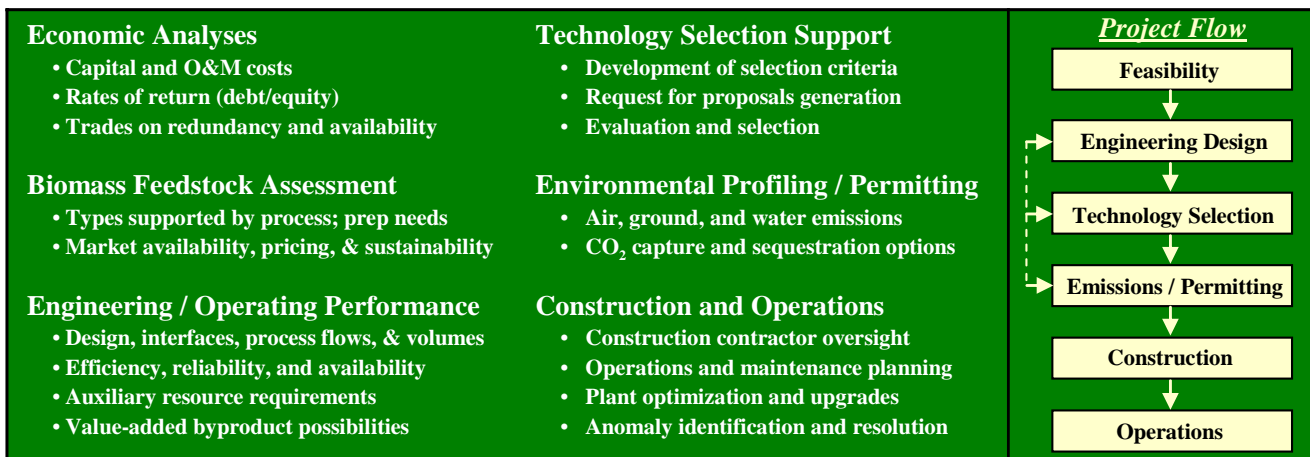 Economic Analyses
• Capital and O&M costs
• Rates of return (debt/equity)
• Trades on redundancy and availability
Biomass Feedstock Assessment
• Types supported by process; prep needs
• Market availability, pricing, & sustainability
Engineering / Operating Performance
• Design, interfaces, process flows, & volumes
• Efficiency, reliability, and availability
• Auxiliary resource requirements
• Value-added byproduct possibilities
Technology Selection Support
• Development of selection criteria
• Request for proposals generation
• Evaluation and selection
Environmental Profiling / Permitting
• Air, ground, and water emissions
• CO₂ capture and sequestration options
Construction and Operations
• Construction contractor oversight
• Operations and maintenance planning
• Plant optimization and upgrades
• Anomaly identification and resolution
Project Flow
Feasibility
Engineering Design
Technology Selection
Emissions / Permitting
Construction
Operations